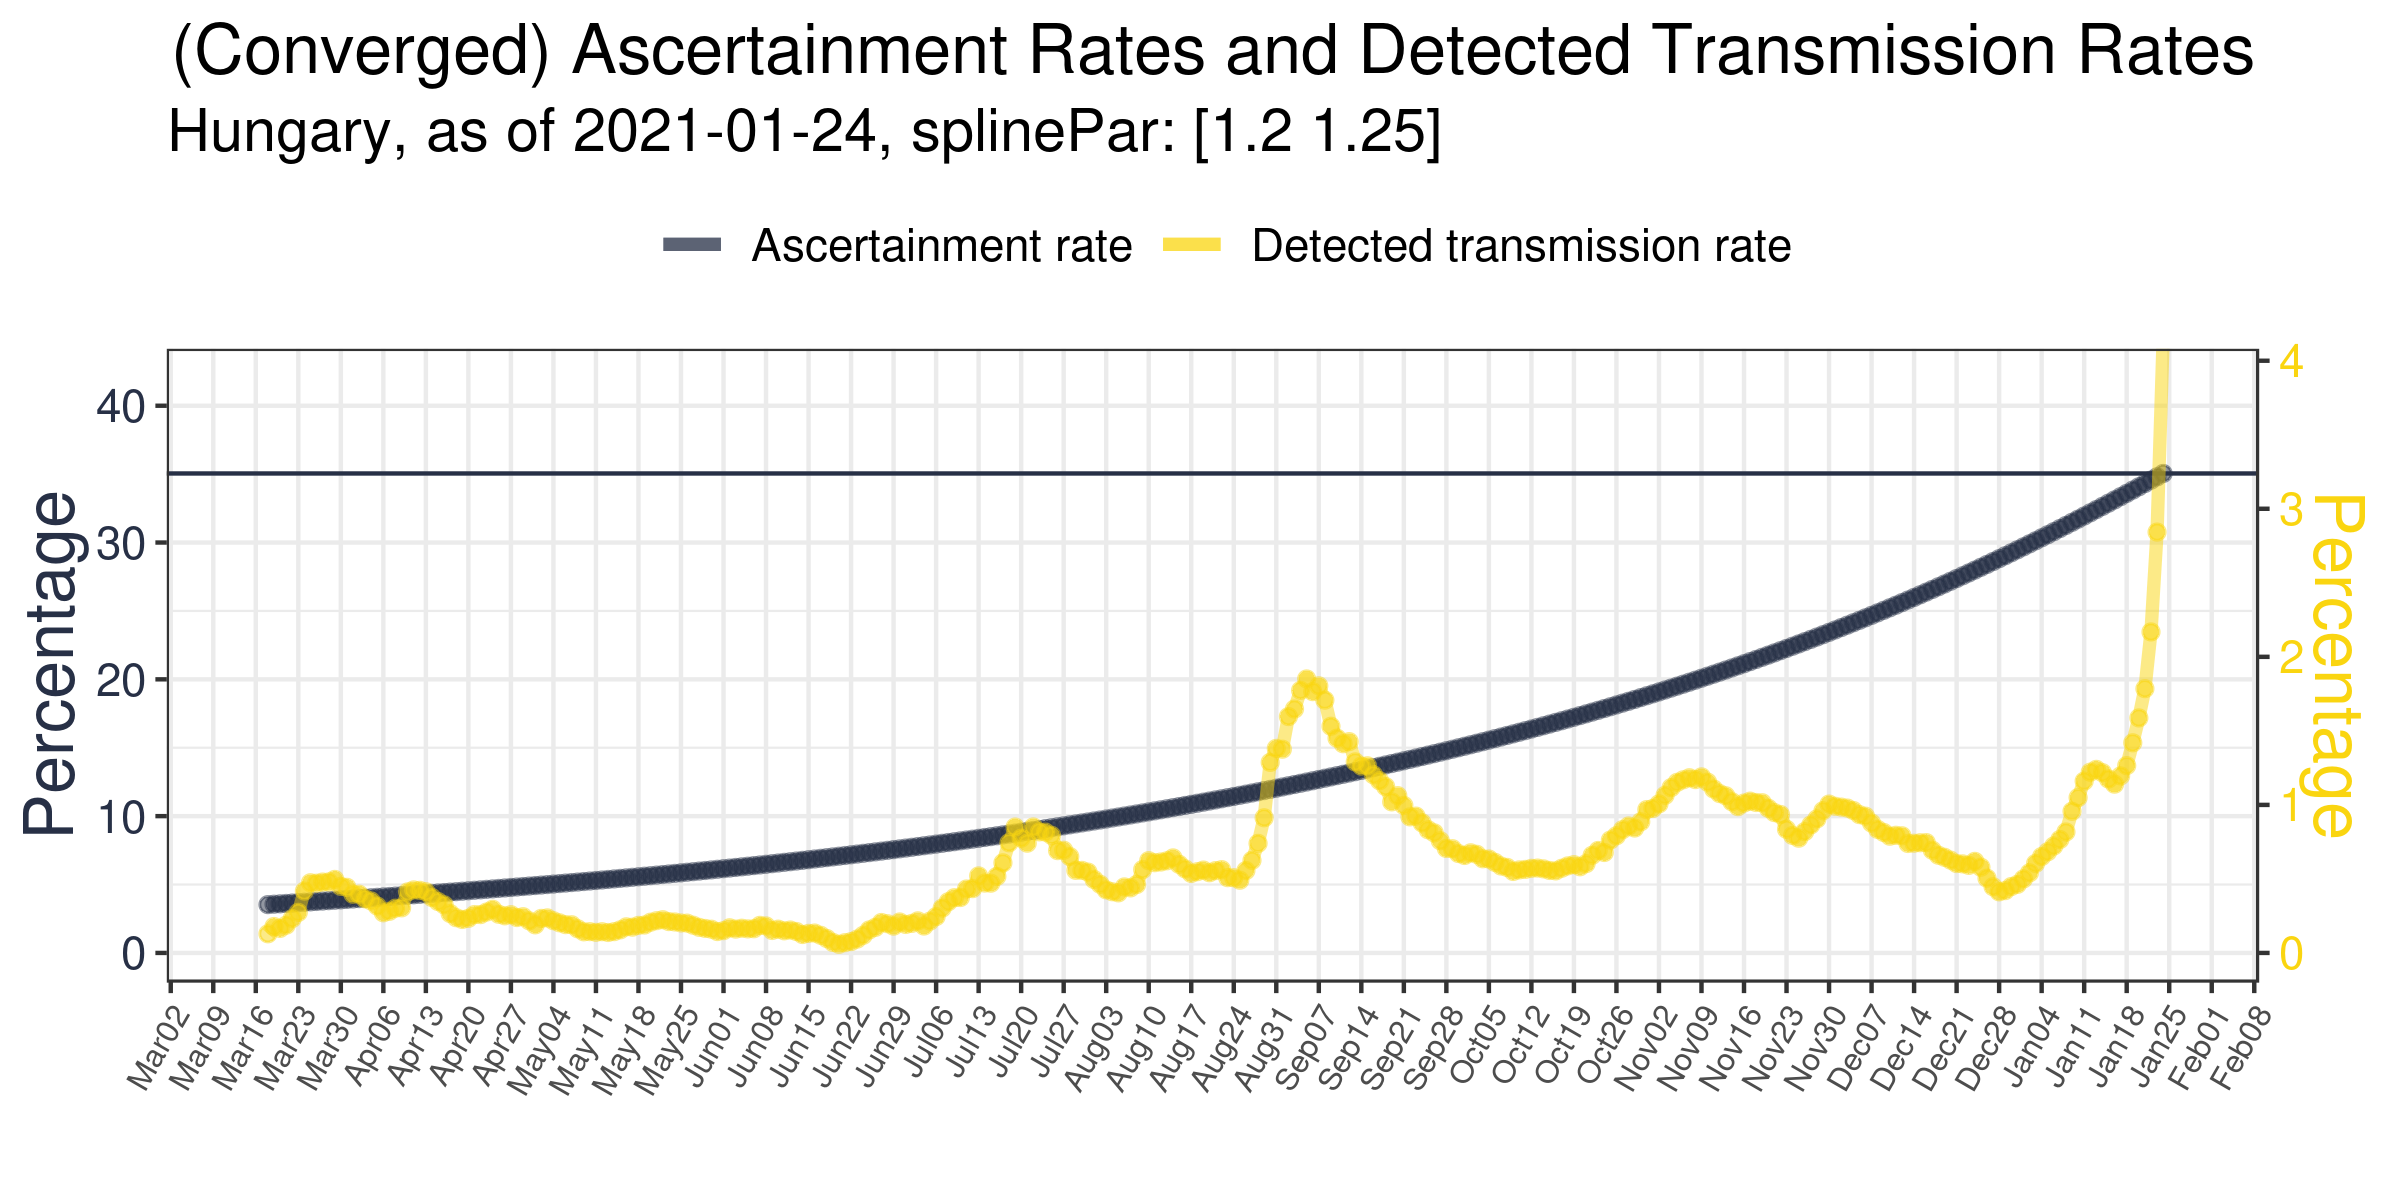 (Converged) Ascertainment Rates and Detected Transmission Rates
Hungary, as of 2021-01-24, splinePar: [1.2 1.25]
Ascertainment rate Detected transmission rate
Percentage
40
30
20
10
0
4
3
2
1
0
Percentage
Mar02 Mar09 Mar16 Mar23 Mar30 Apr06 Apr13 Apr20 Apr27 May04 May11 May18 May25 Jun01 Jun08 Jun15 Jun22 Jun29 Jul06 Jul13 Jul20 Jul27 Aug03 Aug10 Aug17 Aug24 Aug31 Sep07 Sep14 Sep21 Sep28 Oct05 Oct12 Oct19 Oct26 Nov02 Nov09 Nov16 Nov23 Nov30 Dec07 Dec14 Dec21 Dec28 Jan04 Jan11 Jan18 Jan25 Feb01 Feb08